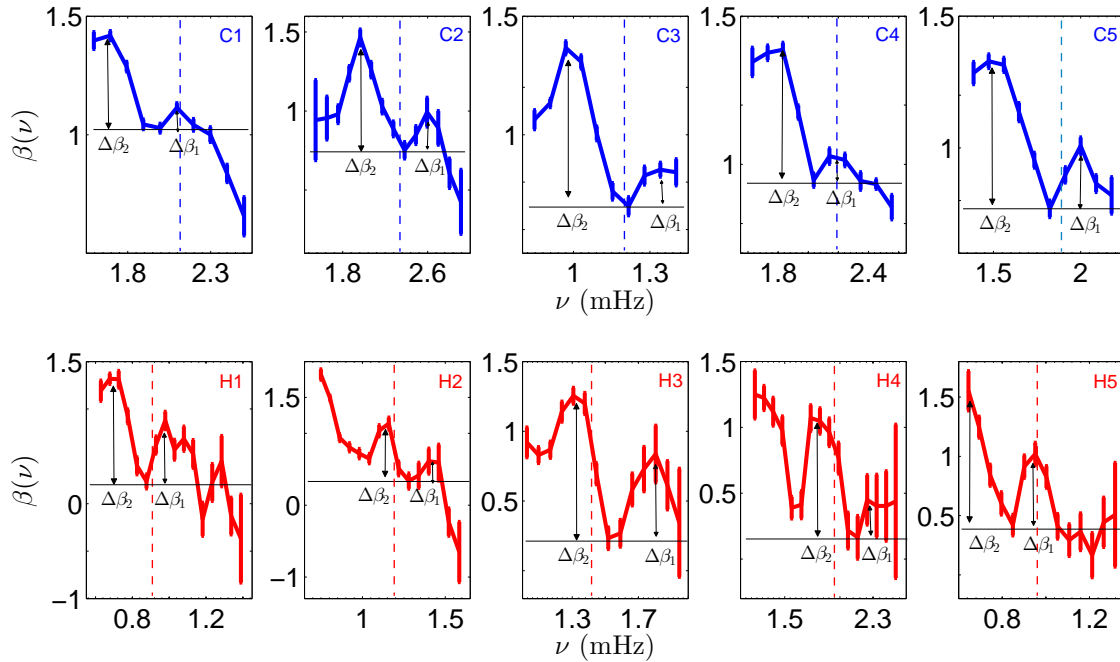 C1 C2 C3 C4 C5
1.5 1.5 1.5 1.5 1.5
β(ν)
1 1 1 1 1
Δβ₂ Δβ₁ Δβ₂ Δβ₁ Δβ₂ Δβ₁ Δβ₂ Δβ₁ Δβ₂ Δβ₁
1.8 2.3 1.8 2.6 1 1.3 1.8 2.4 1.5 2
ν (mHz)
H1 H2 H3 H4 H5
1.5 1.5 1.5 1.5 1.5
β(ν)
1 1 1
0.5 0.5 0.5
0 0
Δβ₂ Δβ₁ Δβ₂ Δβ₁ Δβ₂ Δβ₁ Δβ₂ Δβ₁ Δβ₂ Δβ₁
−1 −1
0.8 1.2 1 1.5 1.3 1.7 1.5 2.3 0.8 1.2
ν (mHz)